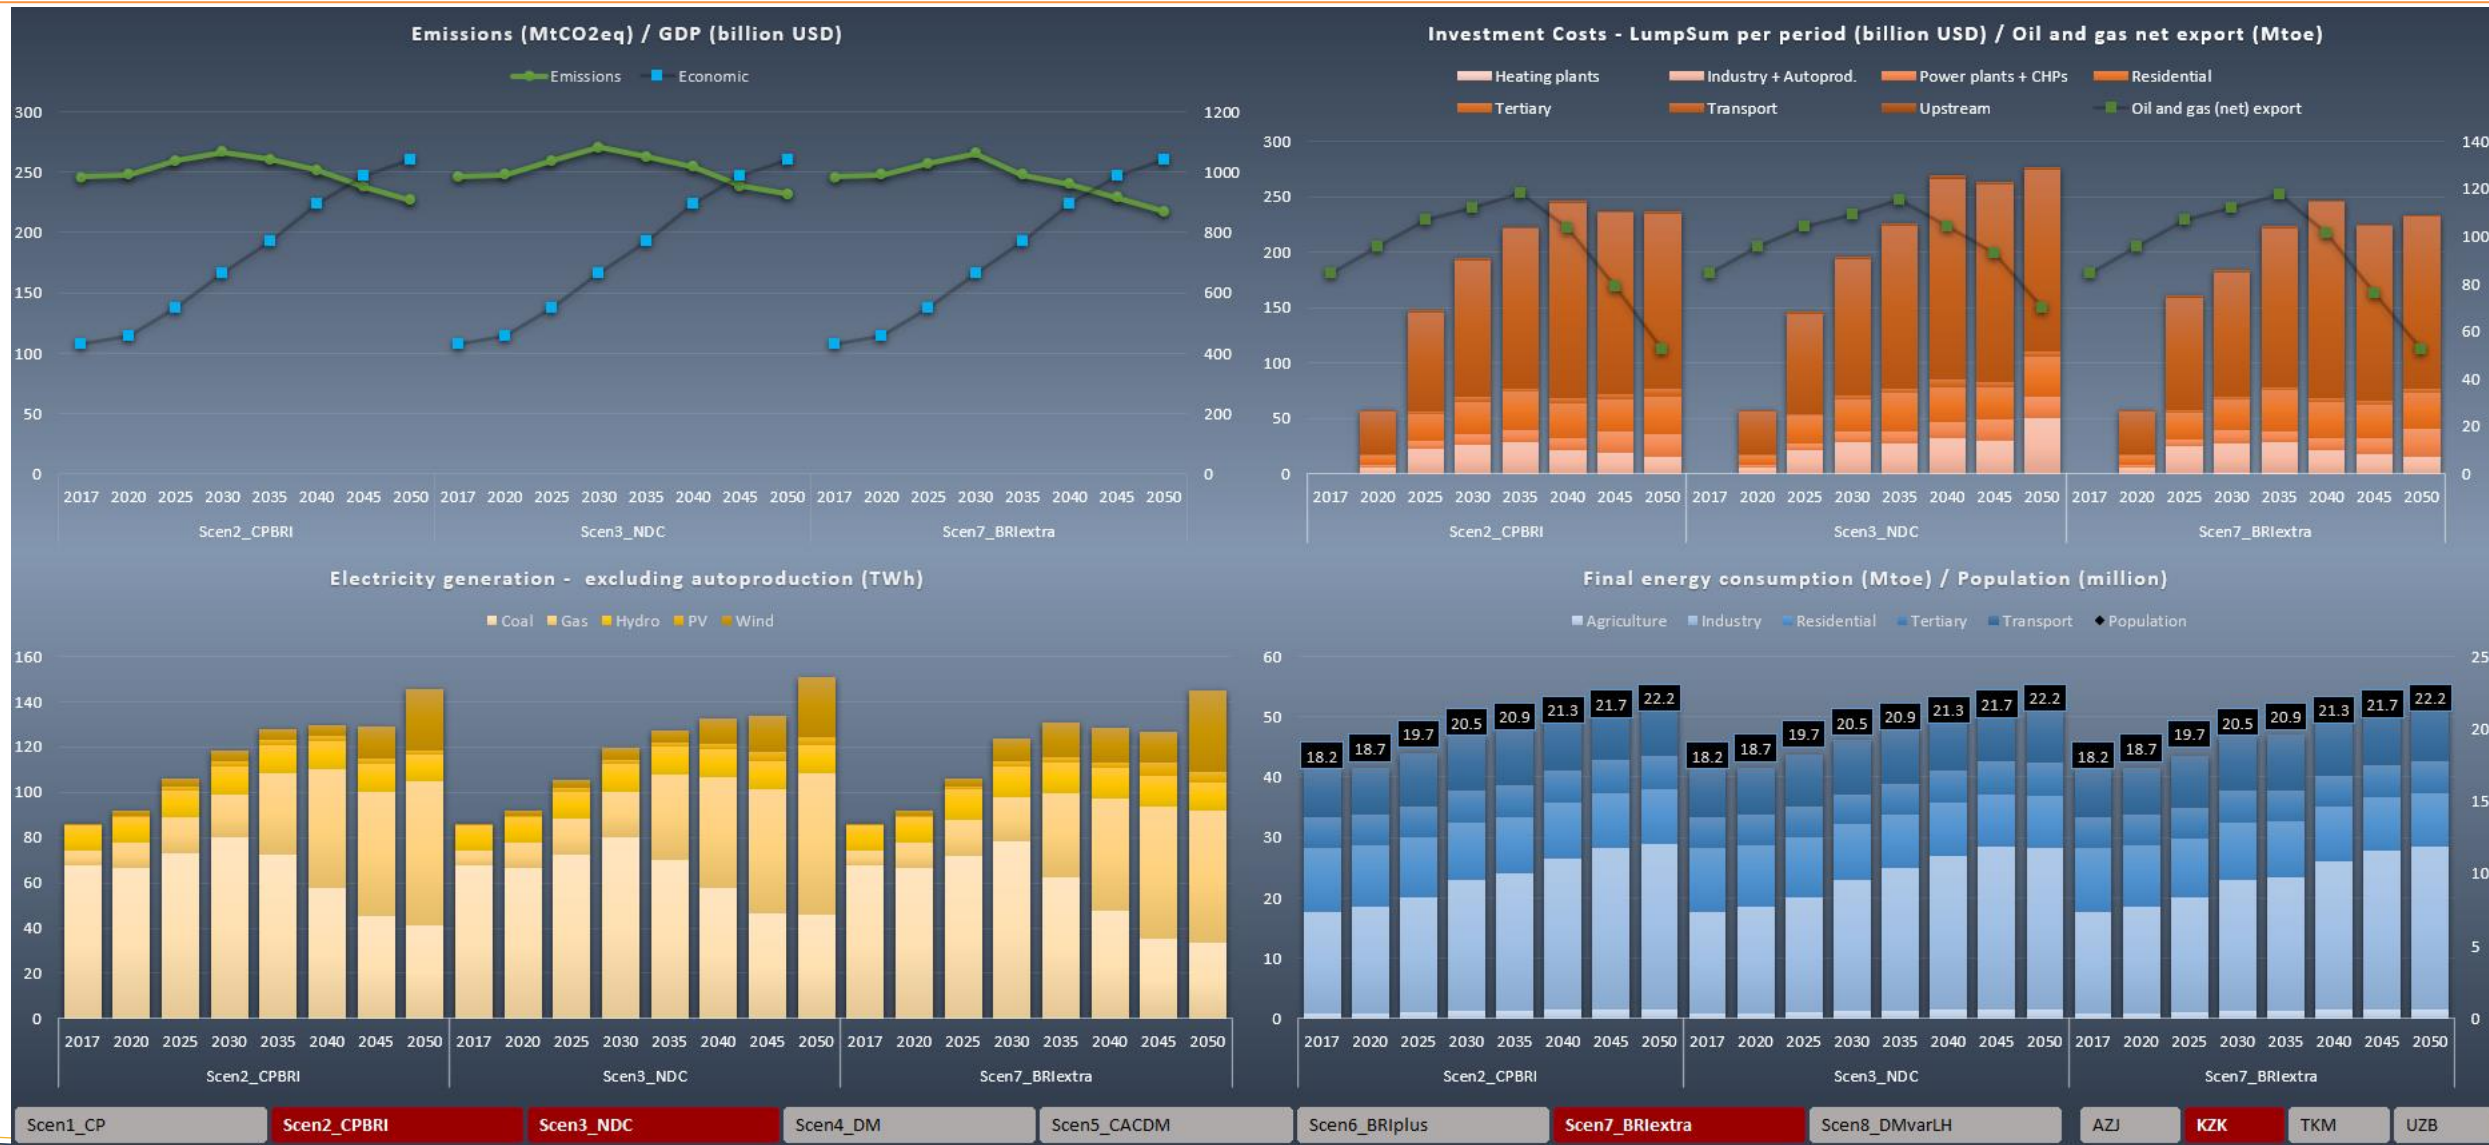 Emissions (MtCO2eq) / GDP (billion USD)
Emissions Economic
300 1200
250 1000
200 800
150 600
100 400
50 200
0 0
2017 2020 2025 2030 2035 2040 2045 2050 2017 2020 2025 2030 2035 2040 2045 2050 2017 2020 2025 2030 2035 2040 2045 2050
Scen2_CPBRI Scen3_NDC Scen7_BRIextra
Investment Costs - LumpSum per period (billion USD) / Oil and gas net export (Mtoe)
Heating plants Industry + Autoprod. Power plants + CHPs Residential
Tertiary Transport Upstream Oil and gas (net) export
300 140
250 120
200 100
150 80
100 60
50 40
0 20
0
2017 2020 2025 2030 2035 2040 2045 2050 2017 2020 2025 2030 2035 2040 2045 2050 2017 2020 2025 2030 2035 2040 2045 2050
Scen2_CPBRI Scen3_NDC Scen7_BRIextra
Electricity generation - excluding autoproduction (TWh)
Coal Gas Hydro PV Wind
160
140
120
100
80
60
40
20
0
2017 2020 2025 2030 2035 2040 2045 2050 2017 2020 2025 2030 2035 2040 2045 2050 2017 2020 2025 2030 2035 2040 2045 2050
Scen2_CPBRI Scen3_NDC Scen7_BRIextra
Final energy consumption (Mtoe) / Population (million)
Agriculture Industry Residential Tertiary Transport Population
60 25
50 20
40 15
30 10
20 5
10 0
0
18.2 18.7 19.7 20.5 20.9 21.3 21.7 22.2 18.2 18.7 19.7 20.5 20.9 21.3 21.7 22.2 18.2 18.7 19.7 20.5 20.9 21.3 21.7 22.2
2017 2020 2025 2030 2035 2040 2045 2050 2017 2020 2025 2030 2035 2040 2045 2050 2017 2020 2025 2030 2035 2040 2045 2050
Scen2_CPBRI Scen3_NDC Scen7_BRIextra
Scen1_CP Scen2_CPBRI Scen3_NDC Scen4_DM Scen5_CACDM Scen6_BRIplus Scen7_BRIextra Scen8_DMvarLH AZJ KZK TKM UZB